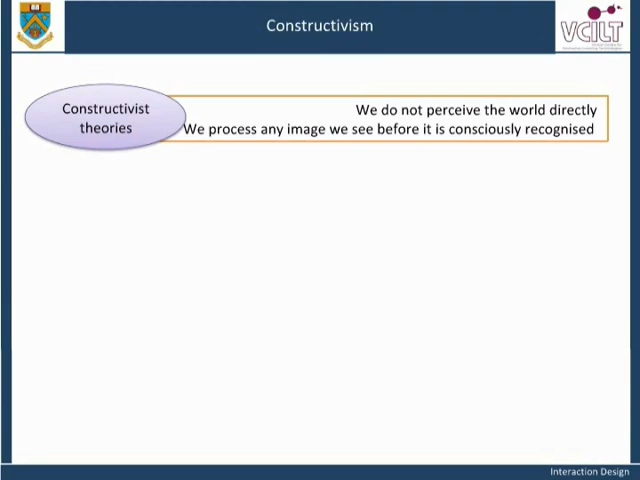 Constructivism
VCILT
Constructivist
theories
We do not perceive the world directly
We process any image we see before it is consciously recognised
Interaction Design